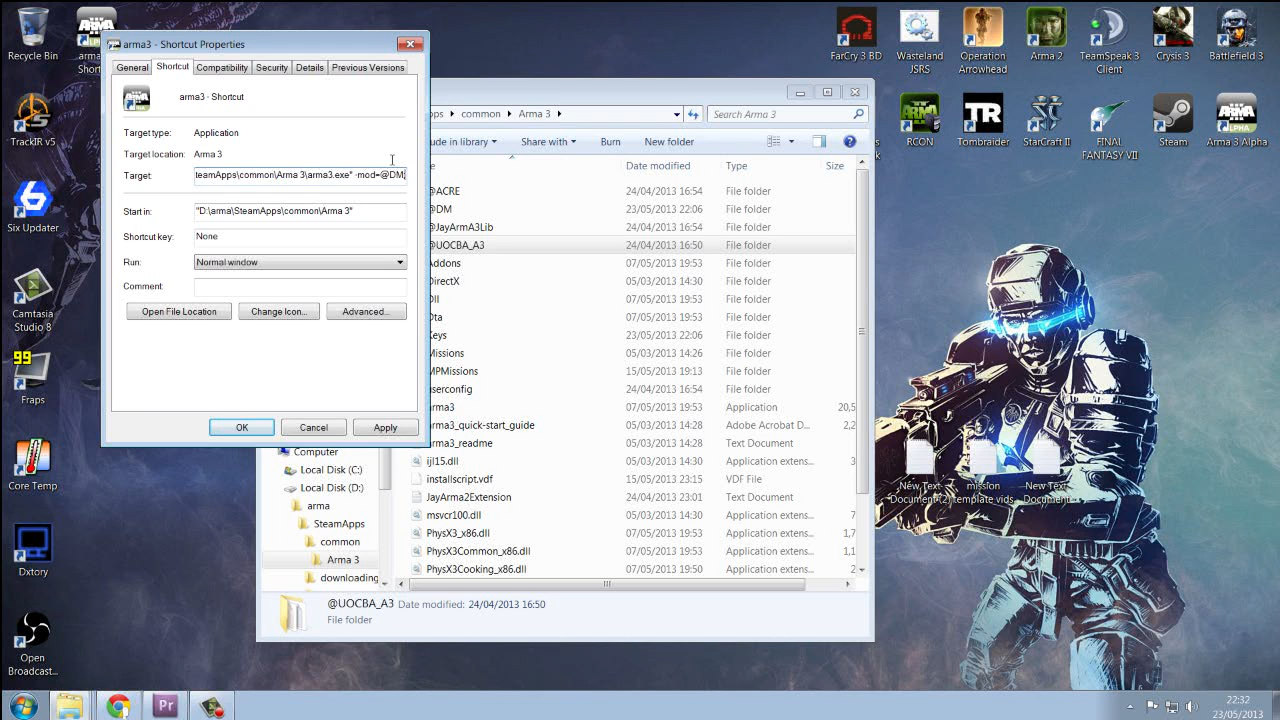 Recycle Bin
TrackIR v5
Six Updater
Camtasia
Studio 8
99
Fraps
Core Temp
Dxtory
Open
Broadcast...
ARMA
arma3 - Shortcut Properties
General
Shortcut
Compatibility
Security
Details
Previous Versions
arma3 - Shortcut
Target type:
Application
Target location:
Arma 3
Target:
teamApps\common\Arma 3\arma3.exe" -mod=@DM
Start in:
"D:\arma\SteamApps\common\Arma 3"
Shortcut key:
None
Run:
Normal window
Comment:
Open File Location
Change Icon...
Advanced...
OK
Cancel
Apply
common
Arma 3
Search Arma 3
Share with
Burn
New folder
Date modified
Type
Size
@ACRE 24/04/2013 16:54 File folder
@DM 23/05/2013 22:06 File folder
@JayArmA3Lib 24/04/2013 16:54 File folder
@UOCBA_A3 24/04/2013 16:50 File folder
Addons 07/05/2013 19:53 File folder
DirectX 05/03/2013 14:30 File folder
Dll 07/05/2013 19:53 File folder
Dta 07/05/2013 19:53 File folder
Keys 23/05/2013 22:06 File folder
Missions 05/03/2013 14:26 File folder
MPMissions 15/05/2013 19:13 File folder
userconfig 24/04/2013 16:54 File folder
arma3 07/05/2013 19:53 Application 20,5
arma3_quick-start_guide 05/03/2013 14:28 Adobe Acrobat D... 2,2
arma3_readme 05/03/2013 14:28 Text Document
ijl15.dll 05/03/2013 14:30 Application extens... 3
installscript.vdf 15/05/2013 23:15 VDF File
JayArma2Extension 24/04/2013 23:01 Text Document
msvcr100.dll 05/03/2013 14:30 Application extens... 7
PhysX3_x86.dll 07/05/2013 19:53 Application extens... 1,7
PhysX3Common_x86.dll 07/05/2013 19:53 Application extens... 1,1
PhysX3Cooking_x86.dll 07/05/2013 19:50 Application extens... 2
Computer
Local Disk (C:)
Local Disk (D:)
arma
SteamApps
common
Arma 3
downloading
@UOCBA_A3 Date modified: 24/04/2013 16:50
File folder
FarCry 3 BD
Wasteland
JSRS
Operation
Arrowhead
Arma 2
TeamSpeak 3
Client
Crysis 3
Battlefield 3
RCON
TR
Tombraider
StarCraft II
FINAL
FANTASY VII
Steam
ARMA
ALPHA
Arma 3 Alpha
New Text
Document (2)
mission
template vids
New Text
Document
Pr
22:32
23/05/2013